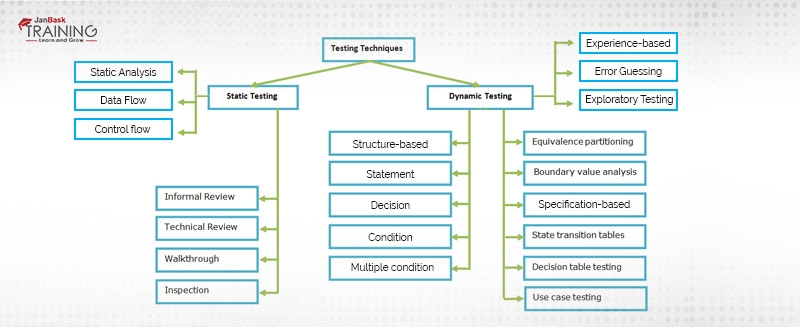 JanBask
TRAINING
Learn and Grow
Testing Techniques
Static Testing
Dynamic Testing
Static Analysis
Data Flow
Control flow
Informal Review
Technical Review
Walkthrough
Inspection
Structure-based
Statement
Decision
Condition
Multiple condition
Experience-based
Error Guessing
Exploratory Testing
Equivalence partitioning
Boundary value analysis
Specification-based
State transition tables
Decision table testing
Use case testing